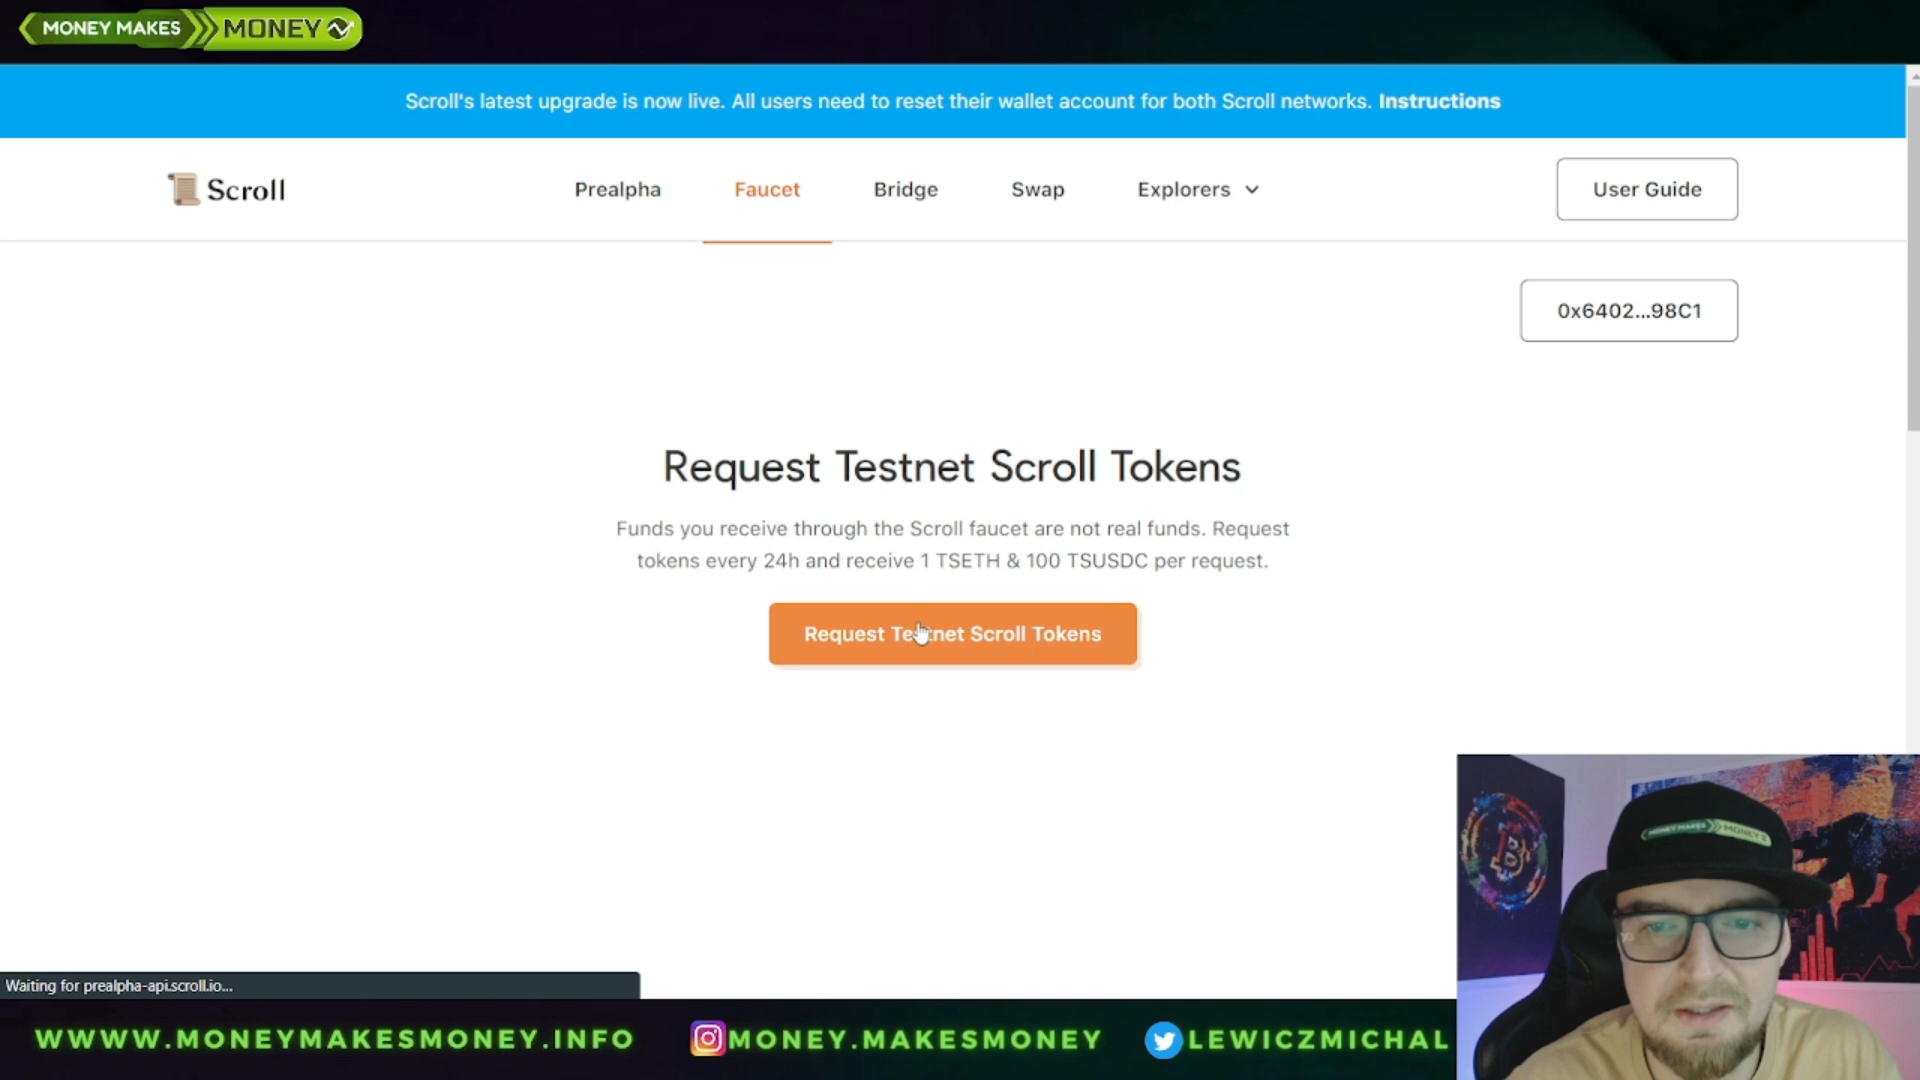 MONEY MAKES MONEY
Scroll's latest upgrade is now live. All users need to reset their wallet account for both Scroll networks. Instructions
Scroll
Prealpha
Faucet
Bridge
Swap
Explorers
User Guide
0x6402...98C1
Request Testnet Scroll Tokens
Funds you receive through the Scroll faucet are not real funds. Request
tokens every 24h and receive 1 TSETH & 100 TSUSDC per request.
Request Testnet Scroll Tokens
MONEY MAKES MONEY
Waiting for prealpha-api.scroll.io...
WWWW.MONEYMAKESMONEY.INFO
MONEY.MAKESMONEY
LEWICZMICHAL